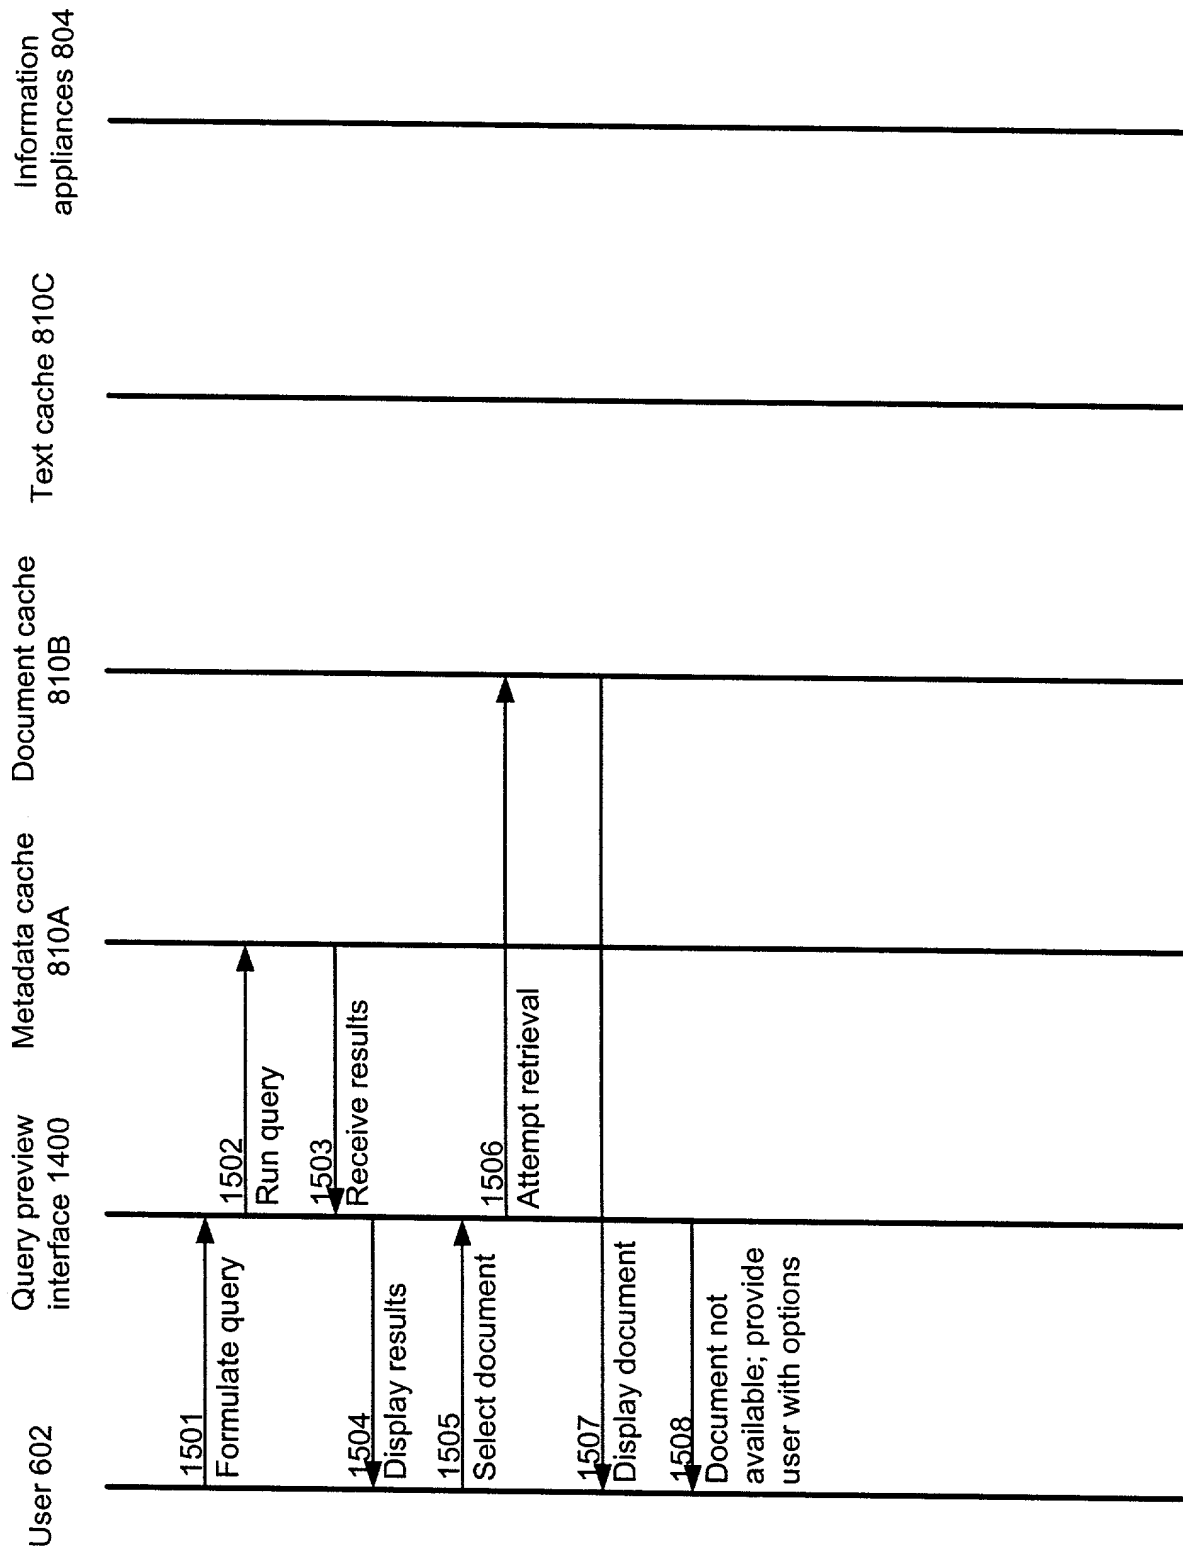 User 602
Query preview
interface 1400
Metadata cache
810A
Document cache
810B
Text cache 810C
Information
appliances 804
1501
Formulate query
1502
Run query
1503
Receive results
1504
Display results
1505
Select document
1506
Attempt retrieval
1507
Display document
1508
Document not
available; provide
user with options